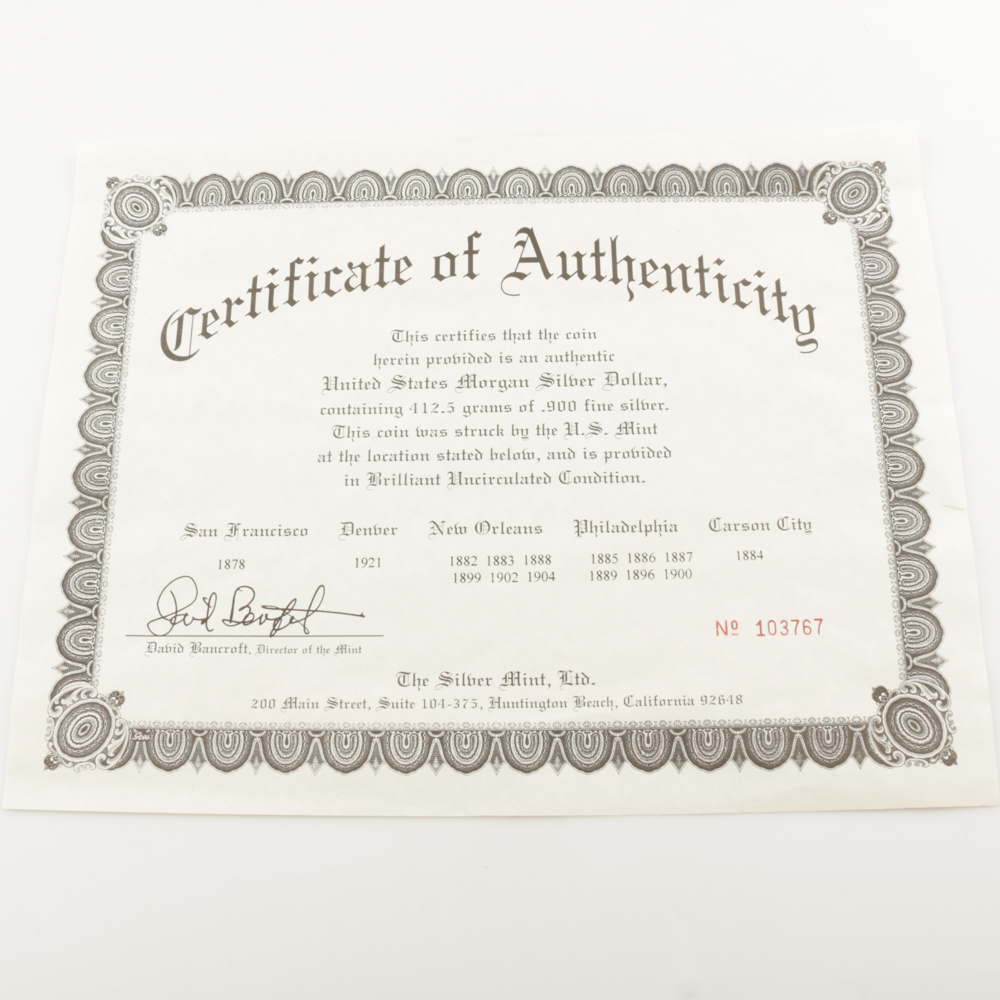 Certificate of Authenticity
This certifies that the coin
herein provided is an authentic
United States Morgan Silver Dollar,
containing 412.5 grams of .900 fine silver.
This coin was struck by the U.S. Mint
at the location stated below, and is provided
in Brilliant Uncirculated Condition.
San Francisco Denver New Orleans Philadelphia Carson City
1878 1921 1882 1883 1888 1885 1886 1887 1884
1899 1902 1904 1889 1896 1900
David Bancroft
Nº 103767
David Bancroft, Director of the Mint
The Silver Mint, Ltd.
200 Main Street, Suite 104-375, Huntington Beach, California 92648
Goes